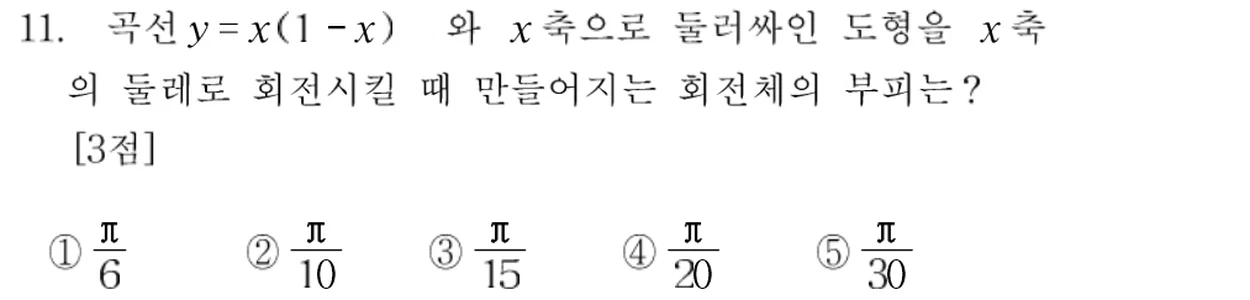 11. 곡선 y = x(1 - x) 와 x축으로 둘러싸인 도형을 x축
의 둘레로 회전시킬 때 만들어지는 회전체의 부피는?
[3점]
① π/6 ② π/10 ③ π/15 ④ π/20 ⑤ π/30